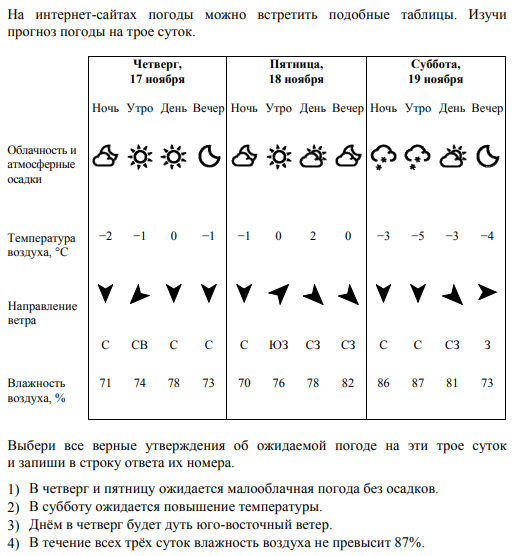 На интернет-сайтах погоды можно встретить подобные таблицы. Изучи
прогноз погоды на трое суток.
Четверг, Пятница, Суббота,
17 ноября 18 ноября 19 ноября
Ночь Утро День Вечер Ночь Утро День Вечер Ночь Утро День Вечер
Облачность и
атмосферные
осадки
Температура −2 −1 0 −1 −1 0 2 0 −3 −5 −3 −4
воздуха, °C
Направление
ветра
С СВ С С С ЮЗ СЗ СЗ С С СЗ З
Влажность 71 74 78 73 70 76 78 82 86 87 81 73
воздуха, %
Выбери все верные утверждения об ожидаемой погоде на эти трое суток
и запиши в строку ответа их номера.
1) В четверг и пятницу ожидается малооблачная погода без осадков.
2) В субботу ожидается повышение температуры.
3) Днём в четверг будет дуть юго-восточный ветер.
4) В течение всех трёх суток влажность воздуха не превысит 87%.